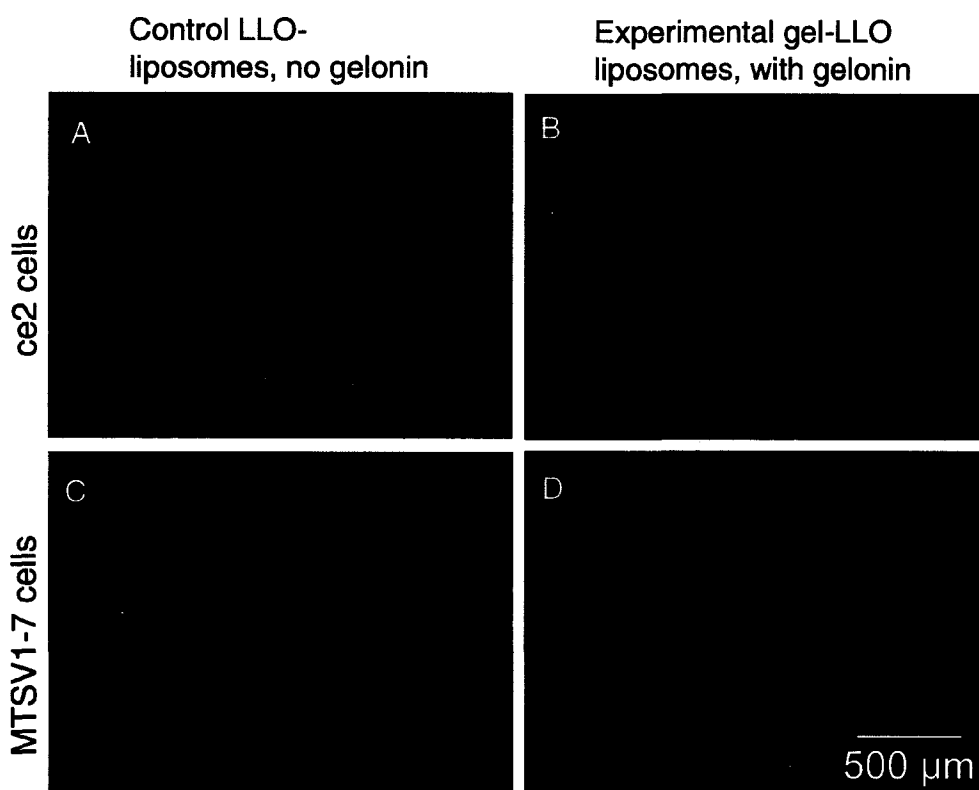 Control LLO-
liposomes, no gelonin
Experimental gel-LLO
liposomes, with gelonin
ce2 cells
A
B
MTSV1-7 cells
C
D
500 µm